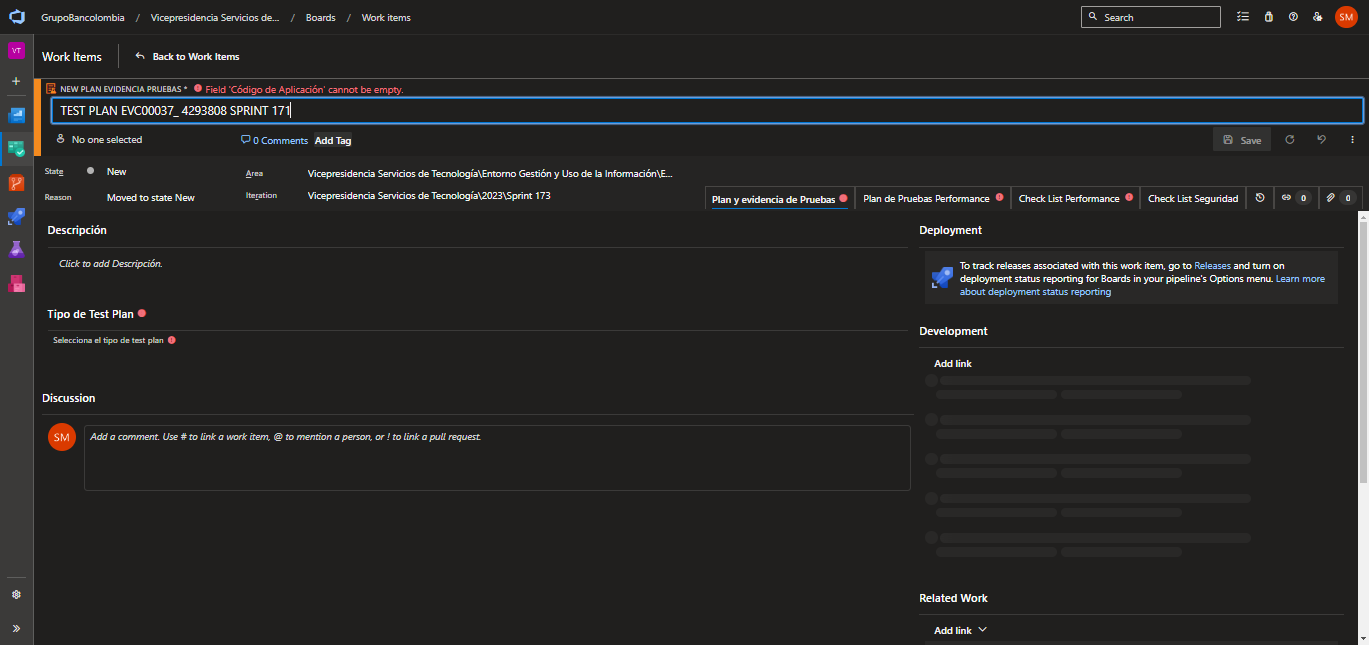 GrupoBancolombia / Vicepresidencia Servicios de... / Boards / Work items
Search
SM
VT
Work Items
Back to Work Items
NEW PLAN EVIDENCIA PRUEBAS * Field 'Código de Aplicación' cannot be empty.
TEST PLAN EVC00037_ 4293808 SPRINT 171
No one selected
0 Comments
Add Tag
Save
State
New
Area
Vicepresidencia Servicios de Tecnología\Entorno Gestión y Uso de la Información\E...
Reason
Moved to state New
Iteration
Vicepresidencia Servicios de Tecnología\2023\Sprint 173
Plan y evidencia de Pruebas
Plan de Pruebas Performance
Check List Performance
Check List Seguridad
0
0
Descripción
Click to add Descripción.
Tipo de Test Plan
Selecciona el tipo de test plan
Discussion
SM
Add a comment. Use # to link a work item, @ to mention a person, or ! to link a pull request.
Deployment
To track releases associated with this work item, go to Releases and turn on
deployment status reporting for Boards in your pipeline's Options menu. Learn more
about deployment status reporting
Development
Add link
Related Work
Add link